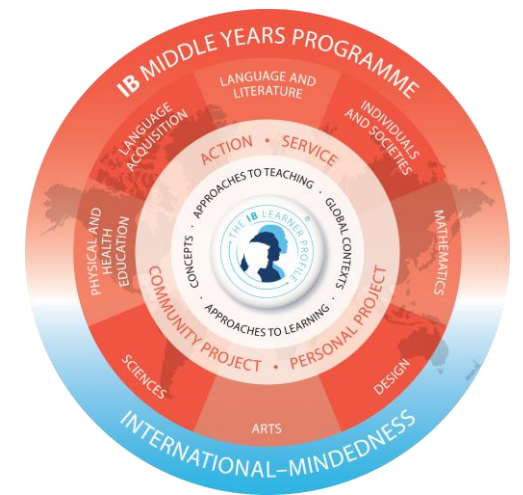 IB MIDDLE YEARS PROGRAMME
LANGUAGE AND
LITERATURE
INDIVIDUALS
AND SOCIETIES
MATHEMATICS
DESIGN
ARTS
SCIENCES
PHYSICAL AND
HEALTH
EDUCATION
LANGUAGE
ACQUISITION
ACTION • SERVICE
PERSONAL PROJECT
• COMMUNITY PROJECT
APPROACHES TO TEACHING ·
GLOBAL CONTEXTS ·
APPROACHES TO LEARNING ·
CONCEPTS ·
THE IB LEARNER PROFILE ®
INTERNATIONAL–MINDEDNESS